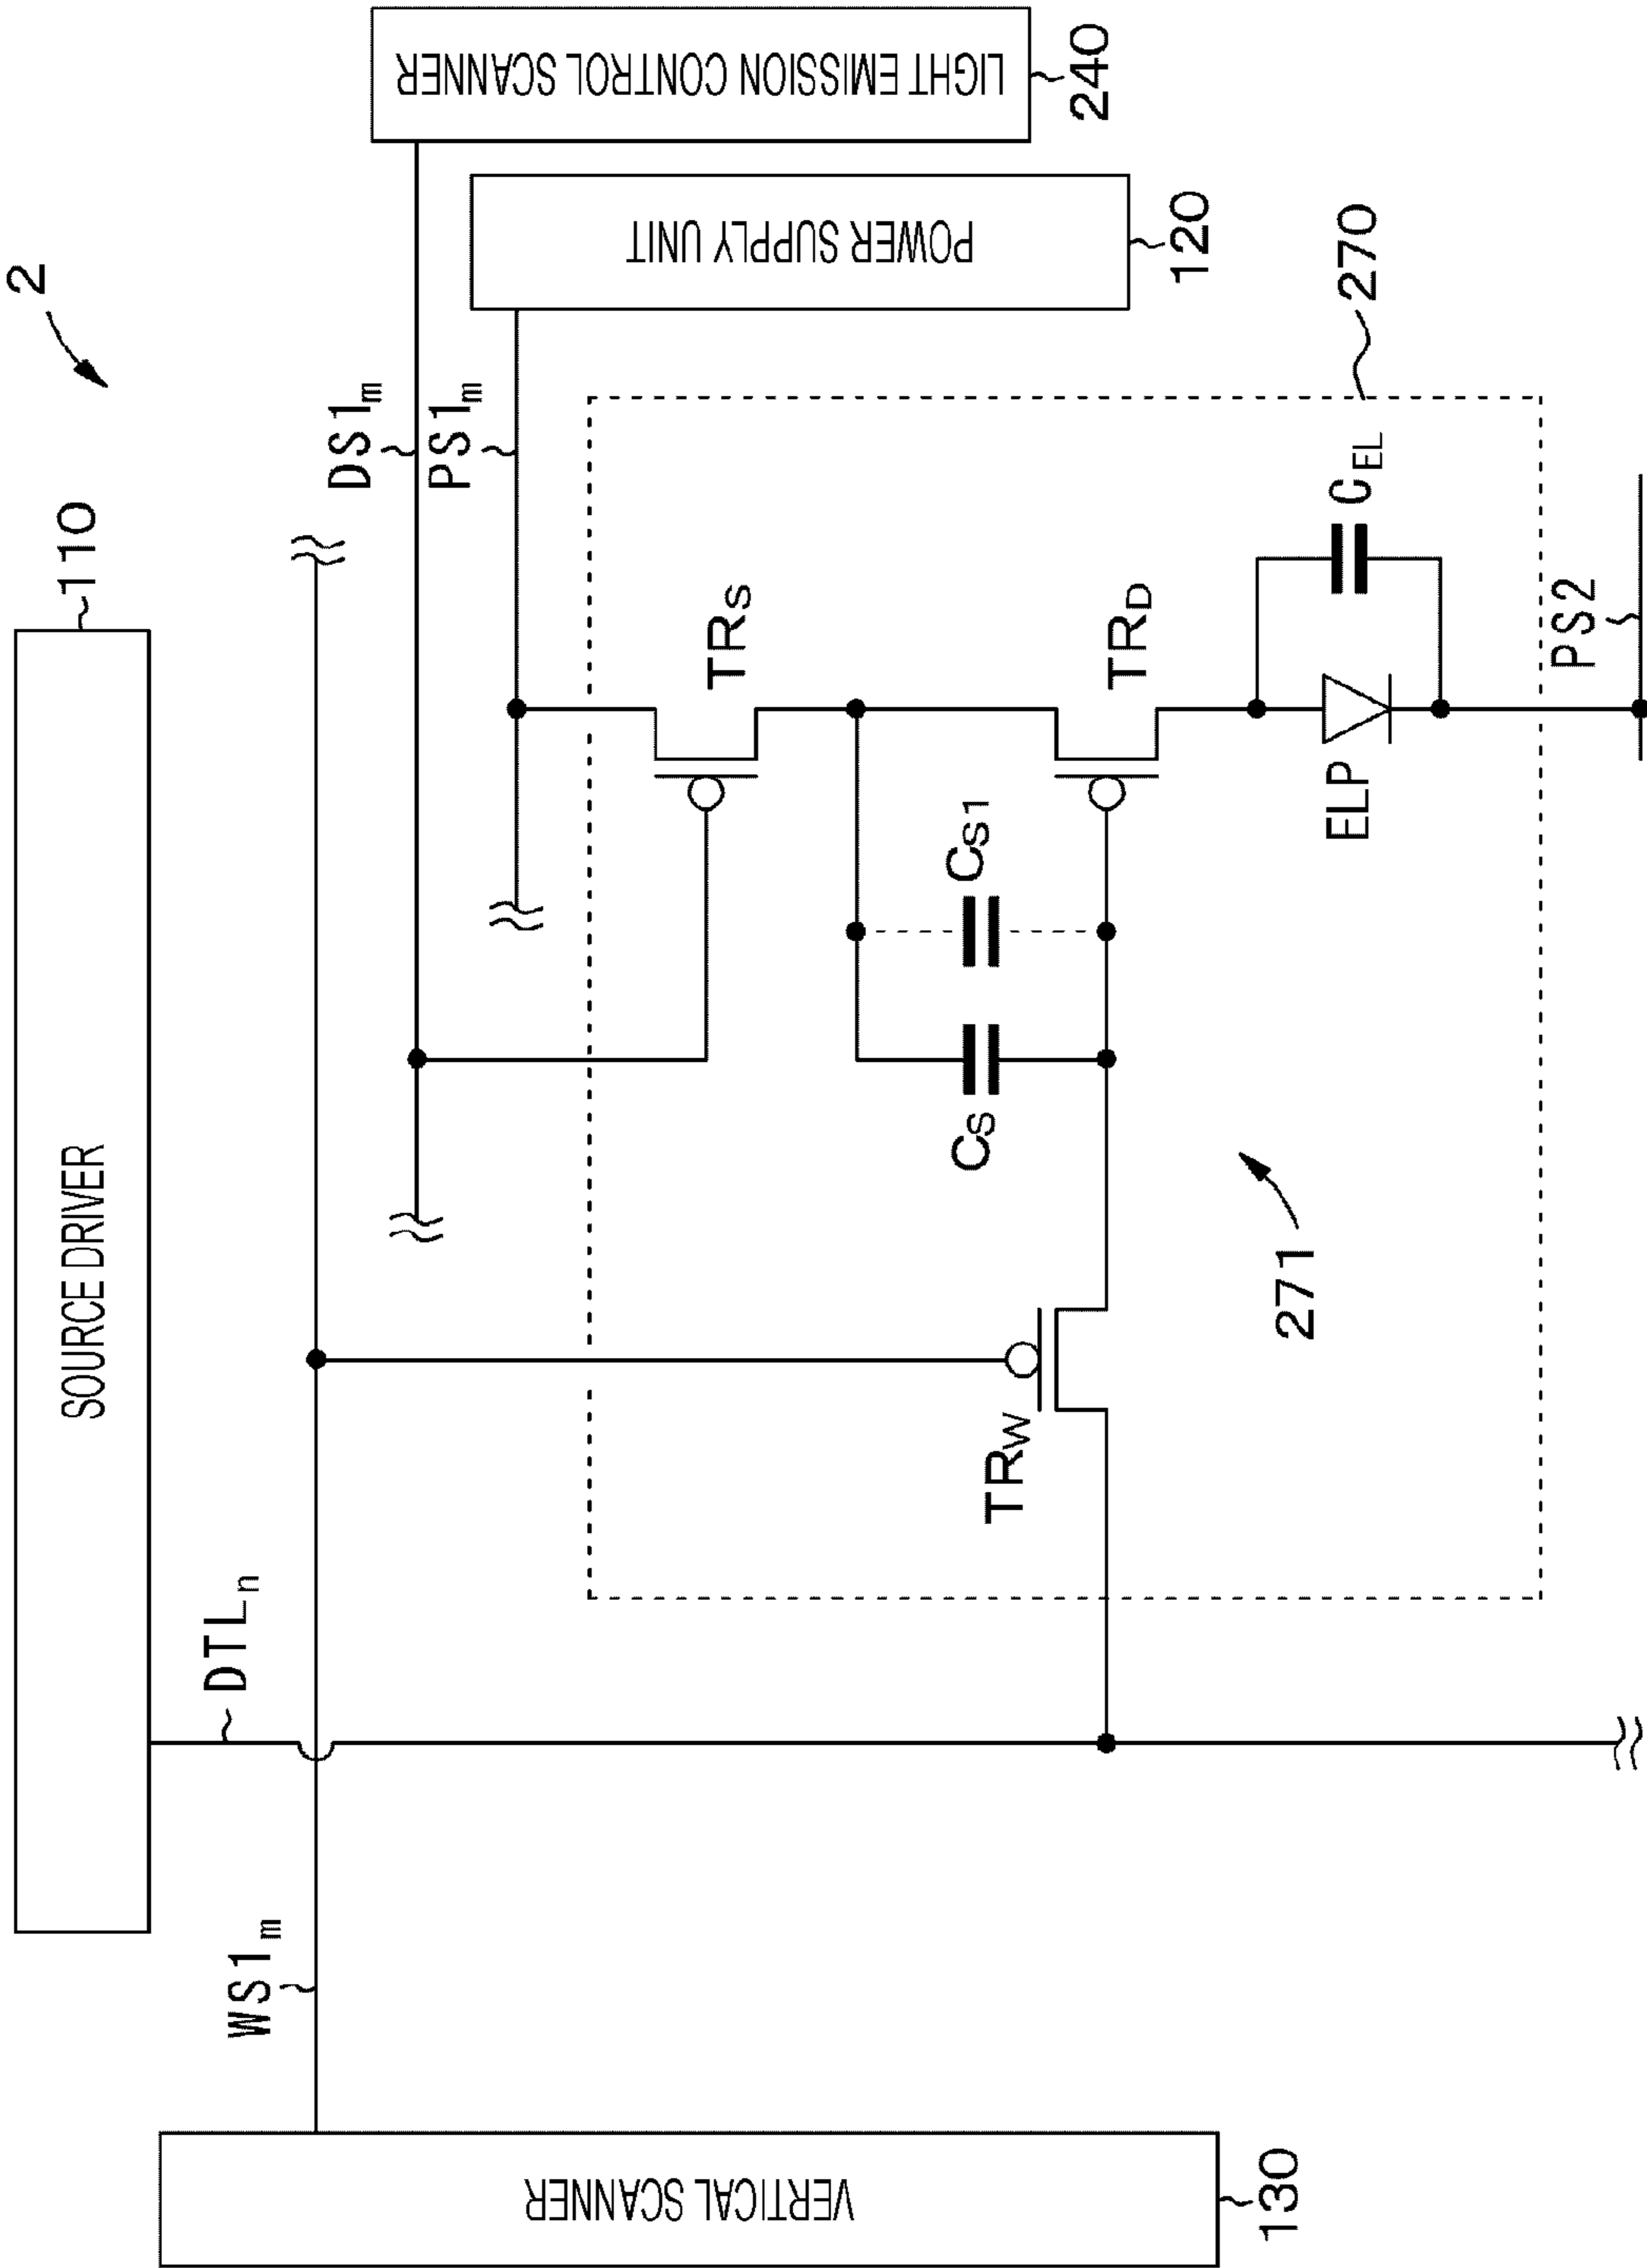 2
SOURCE DRIVER
110
DTLn
WS1m
DS1m
PS1m
VERTICAL SCANNER
130
LIGHT EMISSION CONTROL SCANNER
240
POWER SUPPLY UNIT
120
TRS
TRW
CS
CS1
TRD
270
271
ELP
CEL
PS2